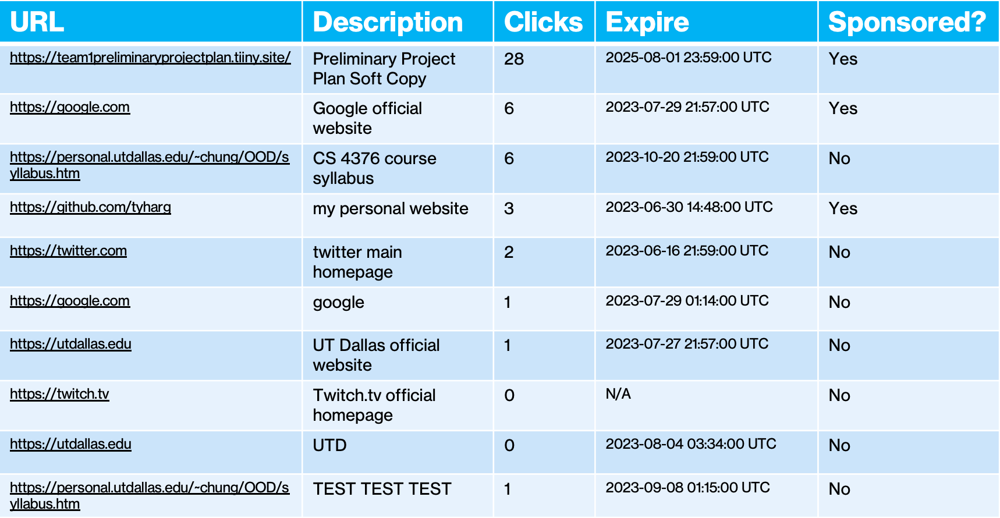 URL Description Clicks Expire Sponsored?
https://team1preliminaryprojectplan.tiiny.site/ Preliminary Project 28 2025-08-01 23:59:00 UTC Yes
Plan Soft Copy
https://google.com Google official 6 2023-07-29 21:57:00 UTC Yes
website
https://personal.utdallas.edu/~chung/OOD/s CS 4376 course 6 2023-10-20 21:59:00 UTC No
yllabus.htm syllabus
https://github.com/tyharg my personal website 3 2023-06-30 14:48:00 UTC Yes
https://twitter.com twitter main 2 2023-06-16 21:59:00 UTC No
homepage
https://google.com google 1 2023-07-29 01:14:00 UTC No
https://utdallas.edu UT Dallas official 1 2023-07-27 21:57:00 UTC No
website
https://twitch.tv Twitch.tv official 0 N/A No
homepage
https://utdallas.edu UTD 0 2023-08-04 03:34:00 UTC No
https://personal.utdallas.edu/~chung/OOD/s TEST TEST TEST 1 2023-09-08 01:15:00 UTC No
yllabus.htm